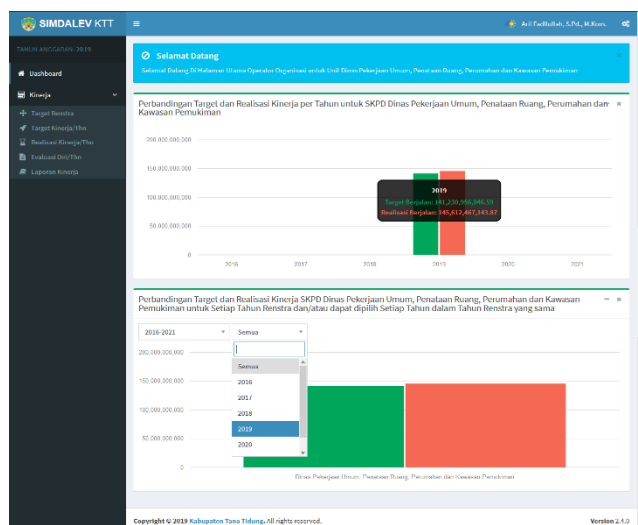 SIMDALEV KTT
Arif Fadlullah, S.Pd., M.Kom.
TAHUN ANGGARAN: 2019
Dashboard
Kinerja
Target Renstra
Target Kinerja/Thn
Realisasi Kinerja/Thn
Evaluasi Dol/Thn
Laporan Kinerja
Selamat Datang
Selamat Datang Di Halaman Utama Operator Organisasi untuk Unit Dinas Pekerjaan Umum, Penataan Ruang, Perumahan dan Kawasan Pemukiman
Perbandingan Target dan Realisasi Kinerja per Tahun untuk SKPD Dinas Pekerjaan Umum, Penataan Ruang, Perumahan dan
Kawasan Pemukiman
200,000,000,000
150,000,000,000
100,000,000,000
50,000,000,000
0
2019
Target Berjalan: 141,230,996,946.59
Realisasi Berjalan: 145,612,467,143.87
2016 2017 2018 2019 2020 2021
Perbandingan Target dan Realisasi Kinerja SKPD Dinas Pekerjaan Umum, Penataan Ruang, Perumahan dan Kawasan
Pemukiman untuk Setiap Tahun Renstra dan/atau dapat dipilih Setiap Tahun dalam Tahun Renstra yang sama
2016-2021 Semua
Semua
2016
2017
2018
2019
2020
200,000,000,000
150,000,000,000
100,000,000,000
50,000,000,000
0
Dinas Pekerjaan Umum, Penataan Ruang, Perumahan dan Kawasan Pemukiman
Copyright © 2019 Kabupaten Tana Tidung. All rights reserved.
Version 2.4.0